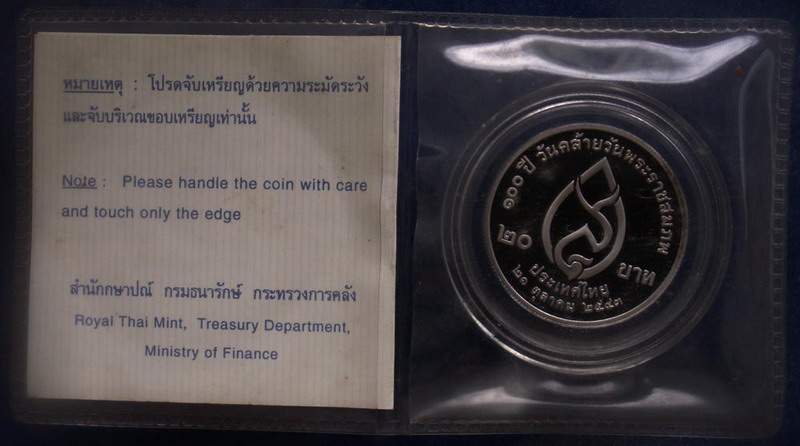 หมายเหตุ : โปรดจับเหรียญด้วยความระมัดระวัง
และจับบริเวณขอบเหรียญเท่านั้น
Note : Please handle the coin with care
and touch only the edge
สำนักกษาปณ์ กรมธนารักษ์ กระทรวงการคลัง
Royal Thai Mint, Treasury Department,
Ministry of Finance
๑๐๐ ปี วันคล้ายวันพระราชสมภพ
๒๐ บาท
ประเทศไทย
๒๑ ตุลาคม ๒๕๔๓